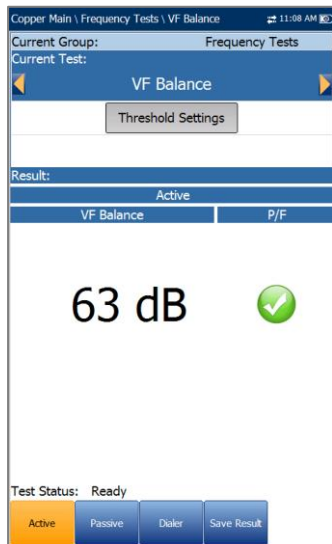 Copper Main \ Frequency Tests \ VF Balance 11:08 AM
Current Group: Frequency Tests
Current Test:
VF Balance
Threshold Settings
Result:
Active
VF Balance P/F
63 dB
Test Status: Ready
Active Passive Dialer Save Result